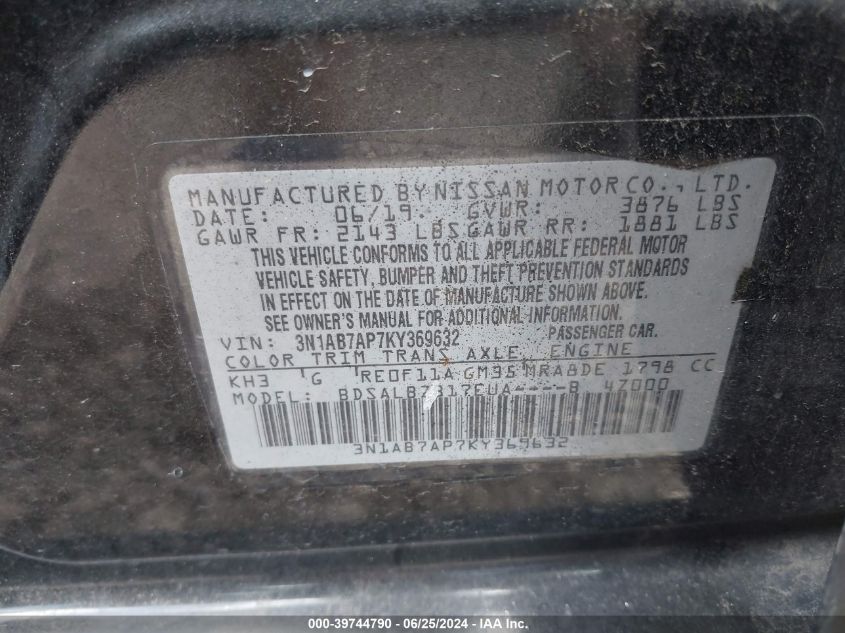 MANUFACTURED BY NISSAN MOTOR CO., LTD.
DATE: 06/19. GVWR: 3876 LBS
GAWR FR: 2143 LBS GAWR RR: 1881 LBS
THIS VEHICLE CONFORMS TO ALL APPLICABLE FEDERAL MOTOR
VEHICLE SAFETY, BUMPER AND THEFT PREVENTION STANDARDS
IN EFFECT ON THE DATE OF MANUFACTURE SHOWN ABOVE.
SEE OWNER'S MANUAL FOR ADDITIONAL INFORMATION.
VIN: 3N1AB7AP7KY369632 PASSENGER CAR.
COLOR TRIM TRANS AXLE ENGINE
KH3 G RE0F11A GM35 MRA8DE 1798 CC
MODEL: BDSALB7 317EUA----B 4Z000
3N1AB7AP7KY369632
000-39744790 - 06/25/2024 - IAA Inc.